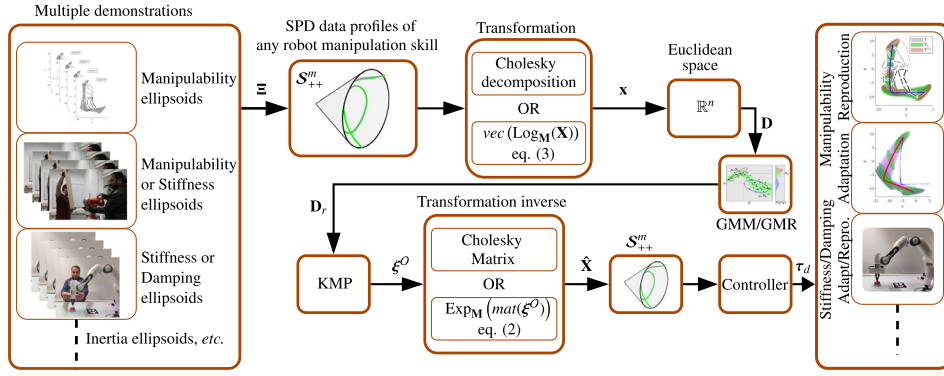 Multiple demonstrations
Manipulability
ellipsoids
Manipulability
or Stiffness
ellipsoids
Stiffness or
Damping
ellipsoids
Inertia ellipsoids, etc.
Ξ
SPD data profiles of
any robot manipulation skill
𝓢^m_{++}
Transformation
Cholesky
decomposition
OR
vec(Log_M(X))
eq. (3)
x
Euclidean
space
ℝ^n
D
GMM/GMR
D_r
KMP
ξ^O
Transformation inverse
Cholesky
Matrix
OR
Exp_M(mat(ξ^O))
eq. (2)
X̂
𝓢^m_{++}
Controller
τ_d
Manipulability
Reproduction
Adaptation
Stiffness/Damping
Adapt/Repro.